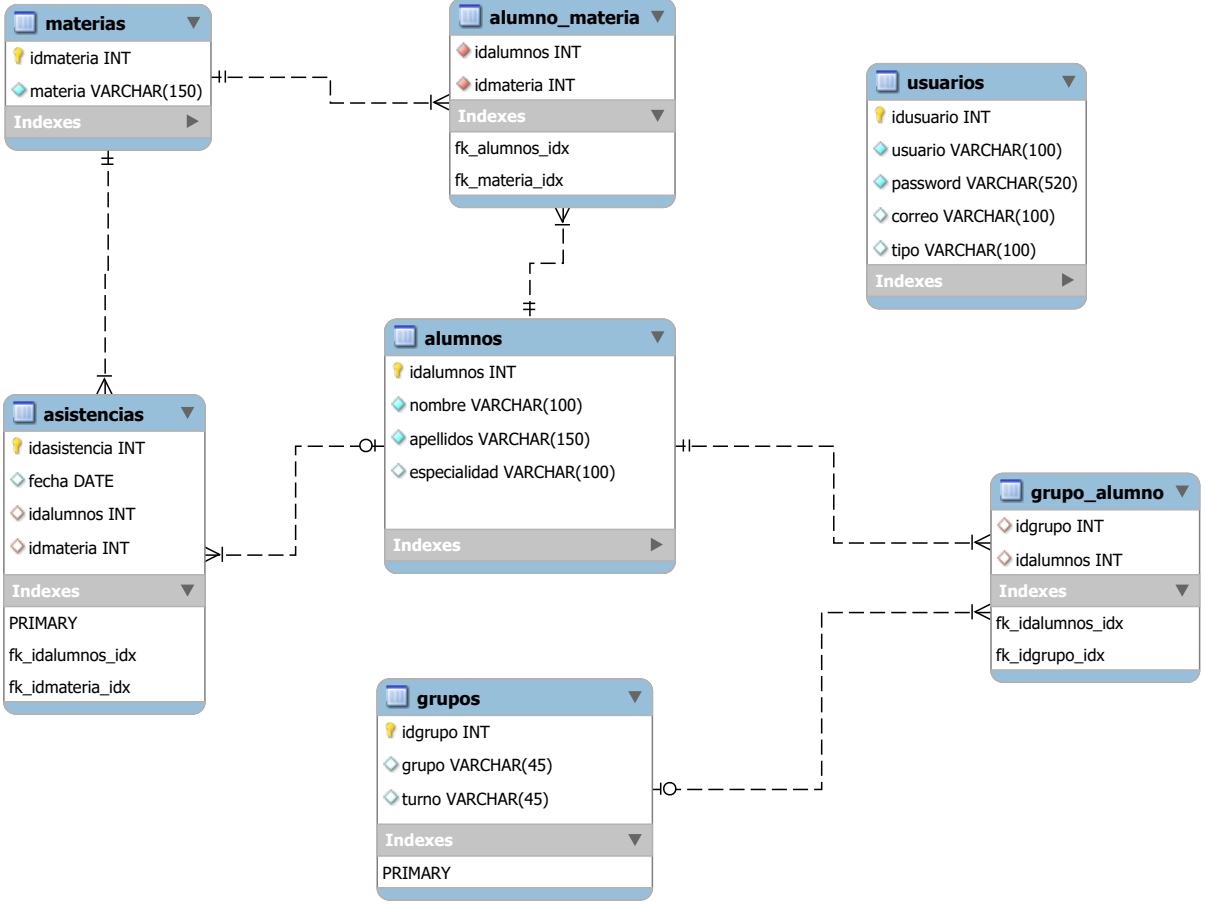 materias
idmateria INT
materia VARCHAR(150)
Indexes
alumno_materia
idalumnos INT
idmateria INT
Indexes
fk_alumnos_idx
fk_materia_idx
usuarios
idusuario INT
usuario VARCHAR(100)
password VARCHAR(520)
correo VARCHAR(100)
tipo VARCHAR(100)
Indexes
alumnos
idalumnos INT
nombre VARCHAR(100)
apellidos VARCHAR(150)
especialidad VARCHAR(100)
Indexes
asistencias
idasistencia INT
fecha DATE
idalumnos INT
idmateria INT
Indexes
PRIMARY
fk_idalumnos_idx
fk_idmateria_idx
grupo_alumno
idgrupo INT
idalumnos INT
Indexes
fk_idalumnos_idx
fk_idgrupo_idx
grupos
idgrupo INT
grupo VARCHAR(45)
turno VARCHAR(45)
Indexes
PRIMARY